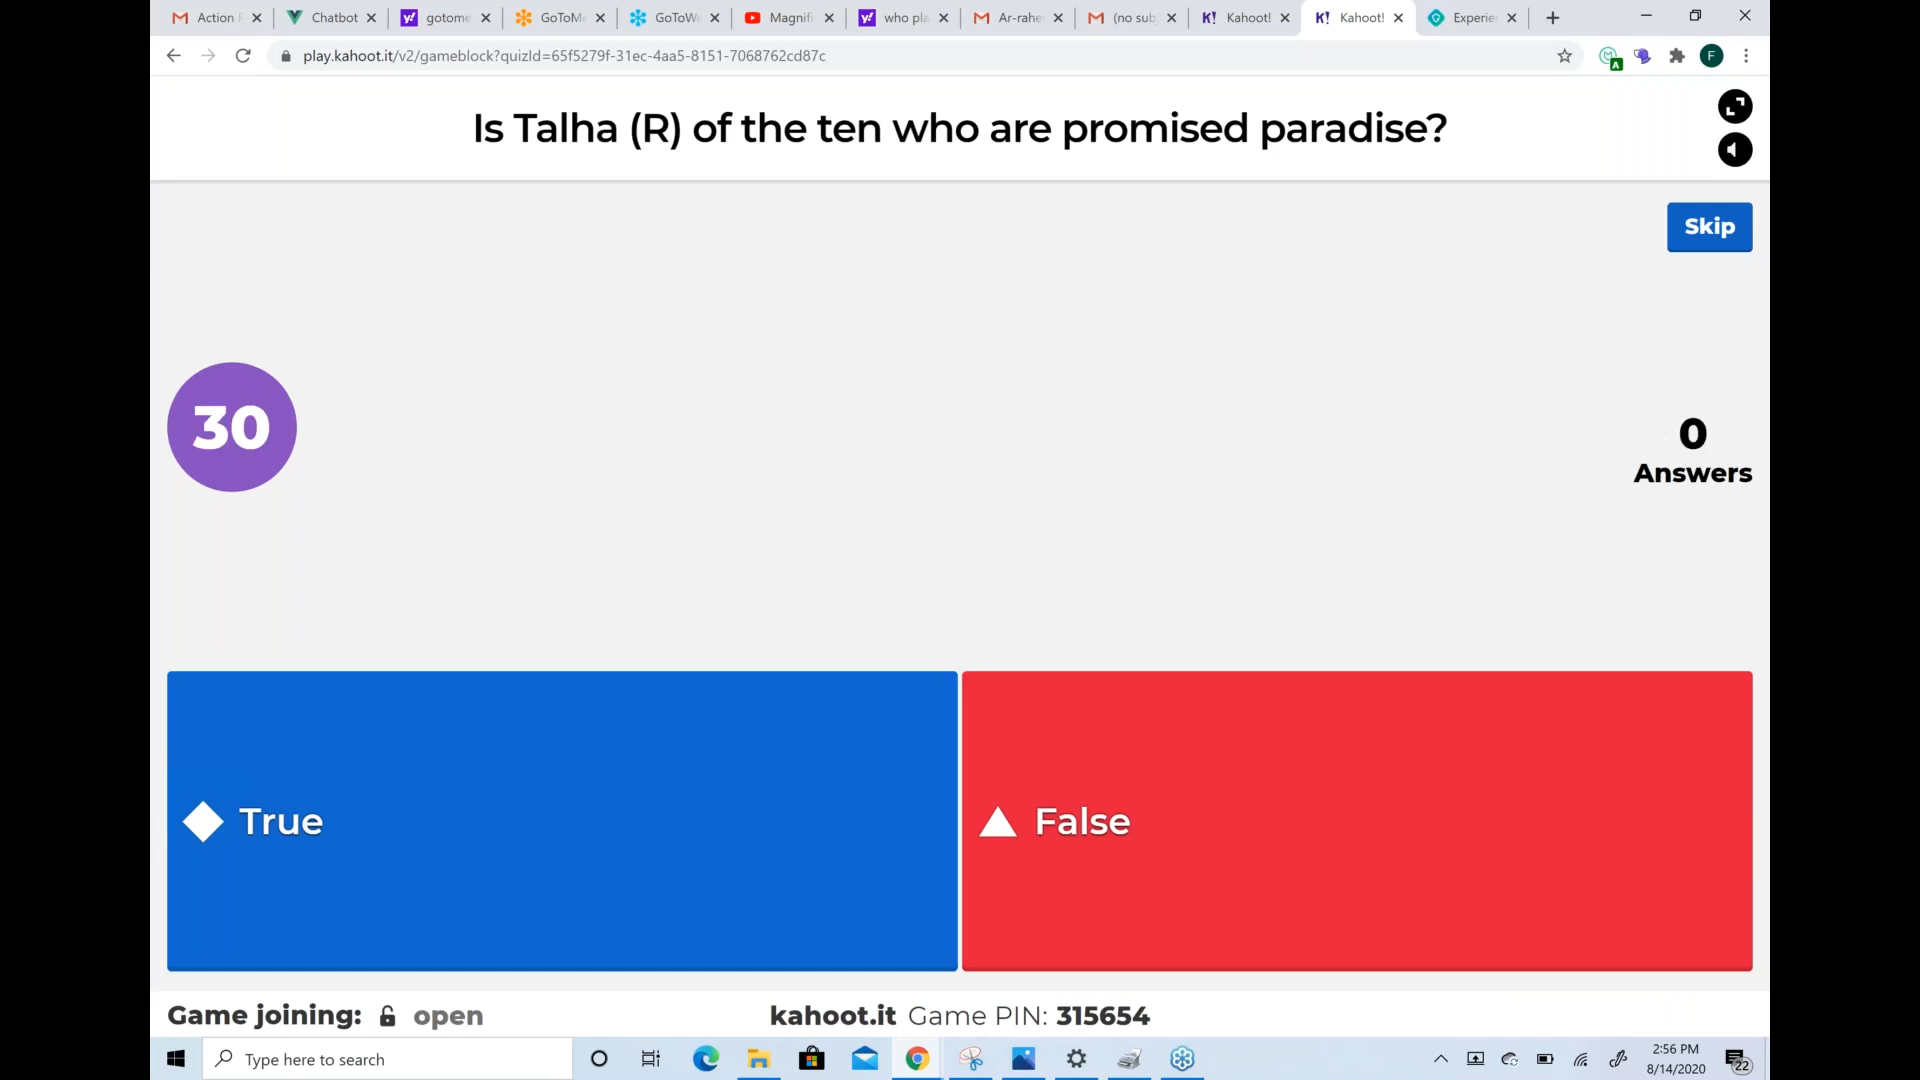 Action
Chatbot
gotome
GoToMe
GoToWe
Magnifi
who pla
Ar-rahe
(no sub
Kahoot!
Kahoot!
Experie
play.kahoot.it/v2/gameblock?quizId=65f5279f-31ec-4aa5-8151-7068762cd87c
F
A
Is Talha (R) of the ten who are promised paradise?
Skip
30
0
Answers
True
False
Game joining: open
kahoot.it Game PIN: 315654
Type here to search
2:56 PM
8/14/2020
22